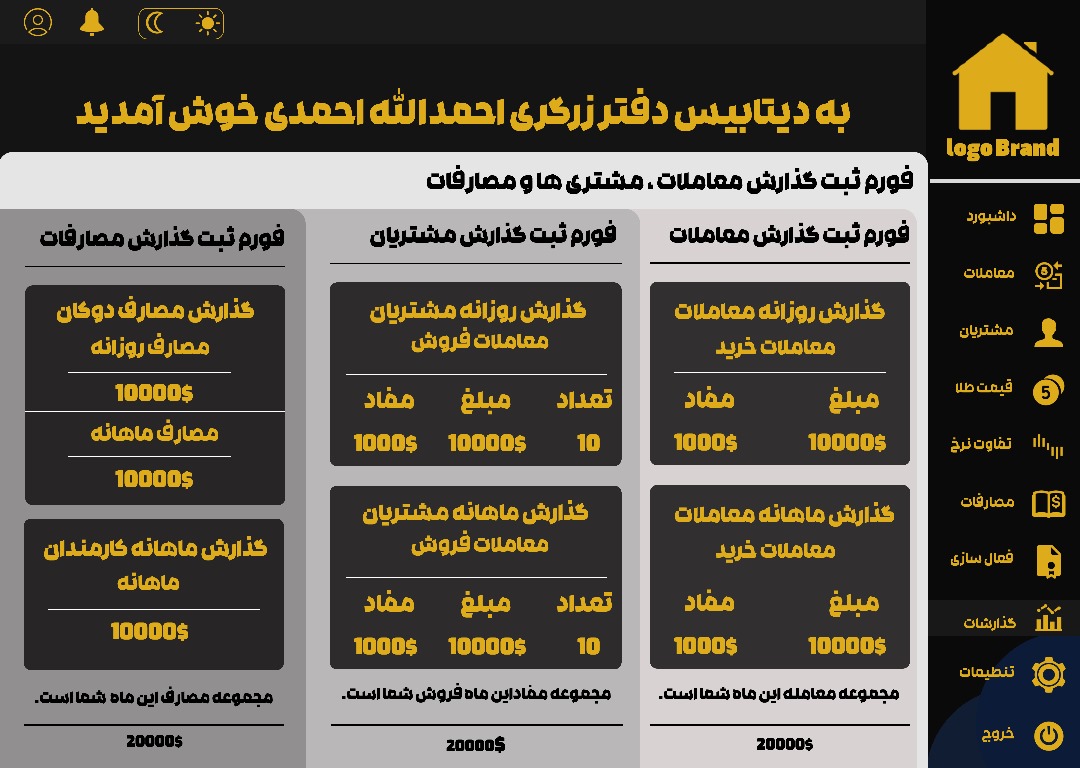 به دیتابیس دفتر زرگری احمدالله احمدی خوش آمدید
logo Brand
داشبورد
معاملات
مشتریان
قیمت طلا
تفاوت نرخ
مصارفات
فعال سازی
گذارشات
تنطیمات
خروج
فورم ثبت گذارش معاملات ، مشتری ها و مصارفات
فورم ثبت گذارش معاملات
گذارش روزانه معاملات
معاملات خرید
مبلغ مفاد
10000$ 1000$
گذارش ماهانه معاملات
معاملات خرید
مبلغ مفاد
10000$ 1000$
مجموعه معامله این ماه شما است.
20000$
فورم ثبت گذارش مشتریان
گذارش روزانه مشتریان
معاملات فروش
تعداد مبلغ مفاد
10 10000$ 1000$
گذارش ماهانه مشتریان
معاملات فروش
تعداد مبلغ مفاد
10 10000$ 1000$
مجموعه مفاداین ماه فروش شما است.
20000$
فورم ثبت گذارش مصارفات
گذارش مصارف دوکان
مصارف روزانه
10000$
مصارف ماهانه
10000$
گذارش ماهانه کارمندان
ماهانه
10000$
مجموعه مصارف این ماه شما است.
20000$